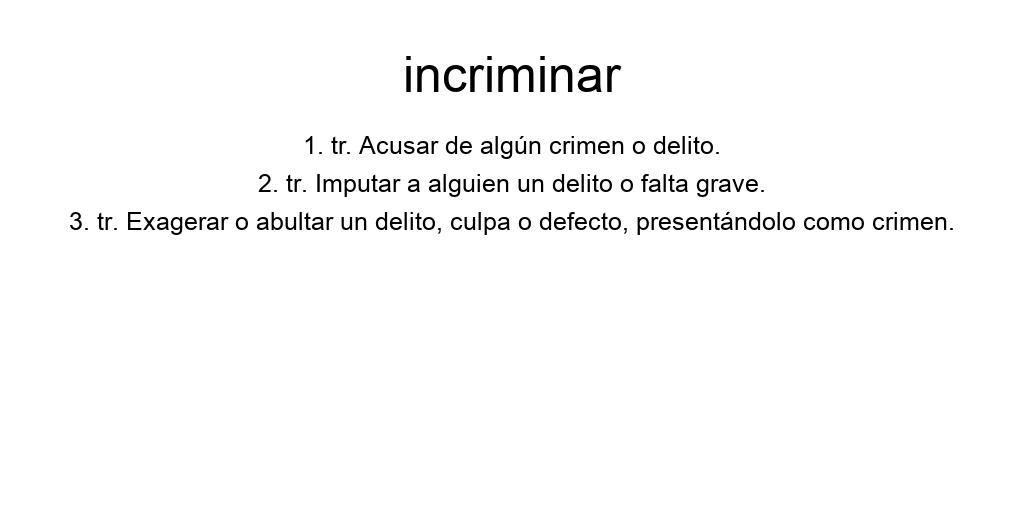 incriminar
1. tr. Acusar de algún crimen o delito.
2. tr. Imputar a alguien un delito o falta grave.
3. tr. Exagerar o abultar un delito, culpa o defecto, presentándolo como crimen.